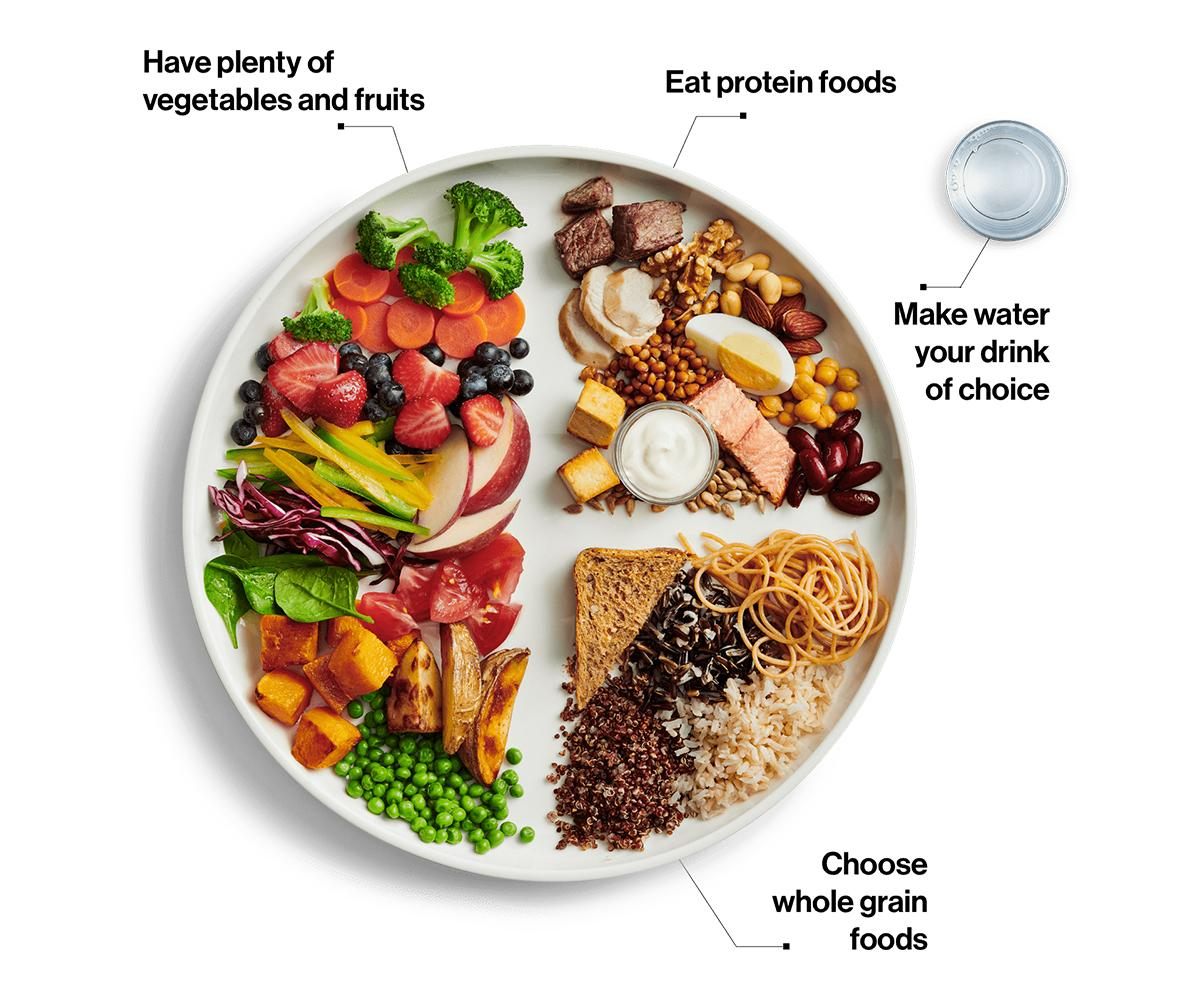 Have plenty of
vegetables and fruits
Eat protein foods
Make water
your drink
of choice
Choose
whole grain
foods